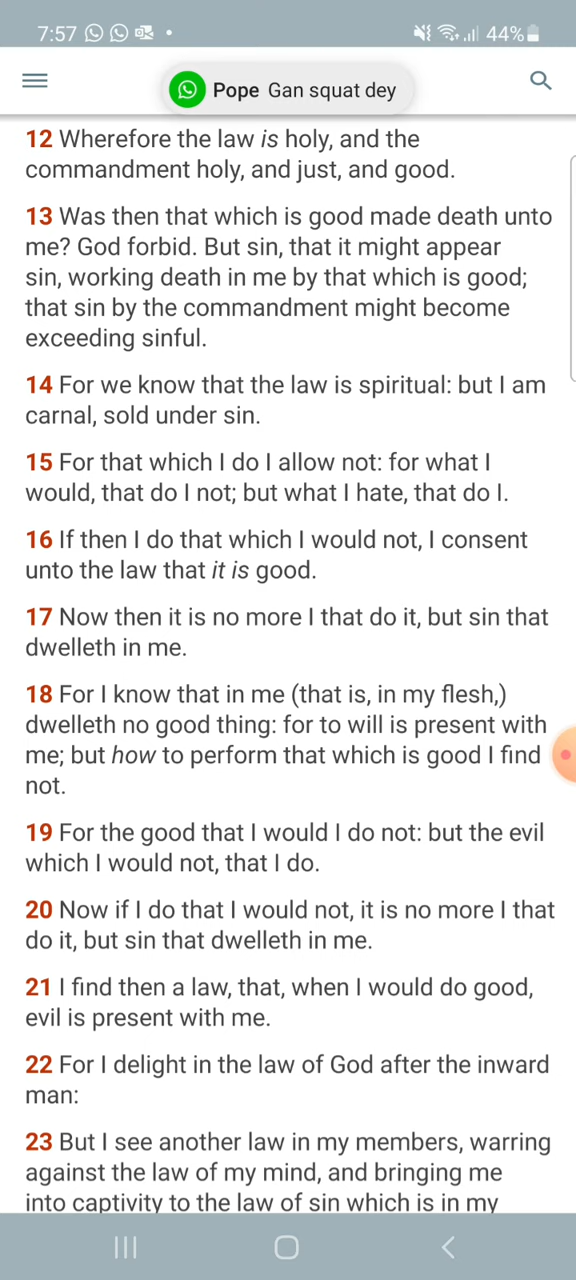 7:57 44%
Pope Gan squat dey
12 Wherefore the law is holy, and the
commandment holy, and just, and good.
13 Was then that which is good made death unto
me? God forbid. But sin, that it might appear
sin, working death in me by that which is good;
that sin by the commandment might become
exceeding sinful.
14 For we know that the law is spiritual: but I am
carnal, sold under sin.
15 For that which I do I allow not: for what I
would, that do I not; but what I hate, that do I.
16 If then I do that which I would not, I consent
unto the law that it is good.
17 Now then it is no more I that do it, but sin that
dwelleth in me.
18 For I know that in me (that is, in my flesh,)
dwelleth no good thing: for to will is present with
me; but how to perform that which is good I find
not.
19 For the good that I would I do not: but the evil
which I would not, that I do.
20 Now if I do that I would not, it is no more I that
do it, but sin that dwelleth in me.
21 I find then a law, that, when I would do good,
evil is present with me.
22 For I delight in the law of God after the inward
man:
23 But I see another law in my members, warring
against the law of my mind, and bringing me
into captivity to the law of sin which is in my